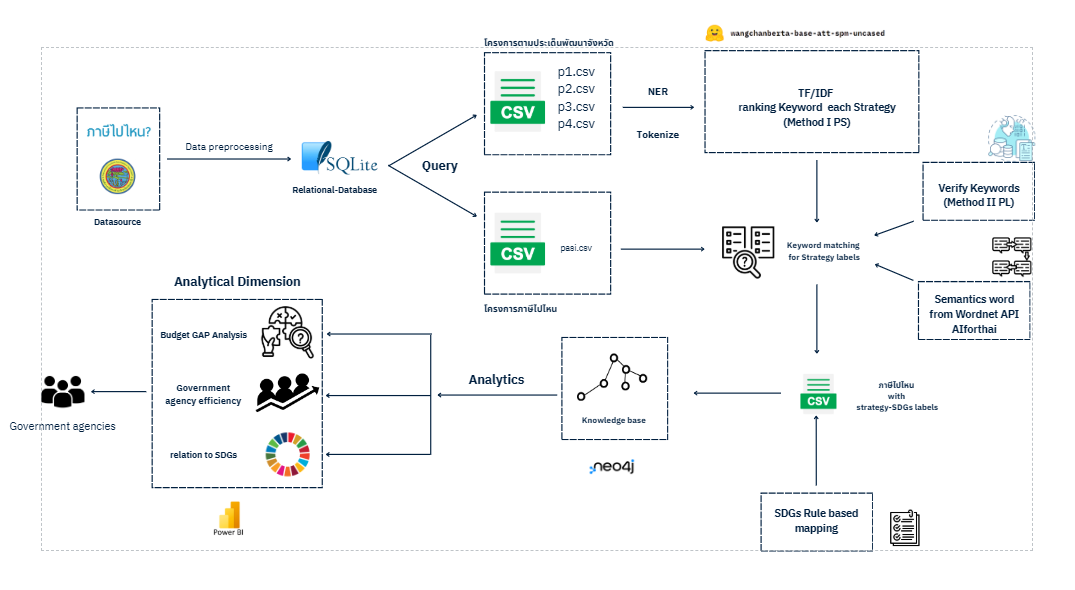 wangchanberta-base-att-spm-uncased
โครงการตามประเด็นพัฒนาจังหวัด
p1.csv
p2.csv
p3.csv
p4.csv
CSV
NER
Tokenize
TF/IDF
ranking Keyword each Strategy
(Method I PS)
ภาษีไปไหน?
Datasource
Data preprocessing
SQLite
Relational-Database
Query
Verify Keywords
(Method II PL)
CSV
pasi.csv
โครงการภาษีไปไหน
Keyword matching
for Strategy labels
Semantics word
from Wordnet API
AIforthai
Analytical Dimension
Budget GAP Analysis
Government
agency efficiency
relation to SDGs
Government agencies
Power BI
Analytics
Knowledge base
neo4j
CSV
ภาษีไปไหน
with
strategy-SDGs labels
SDGs Rule based
mapping